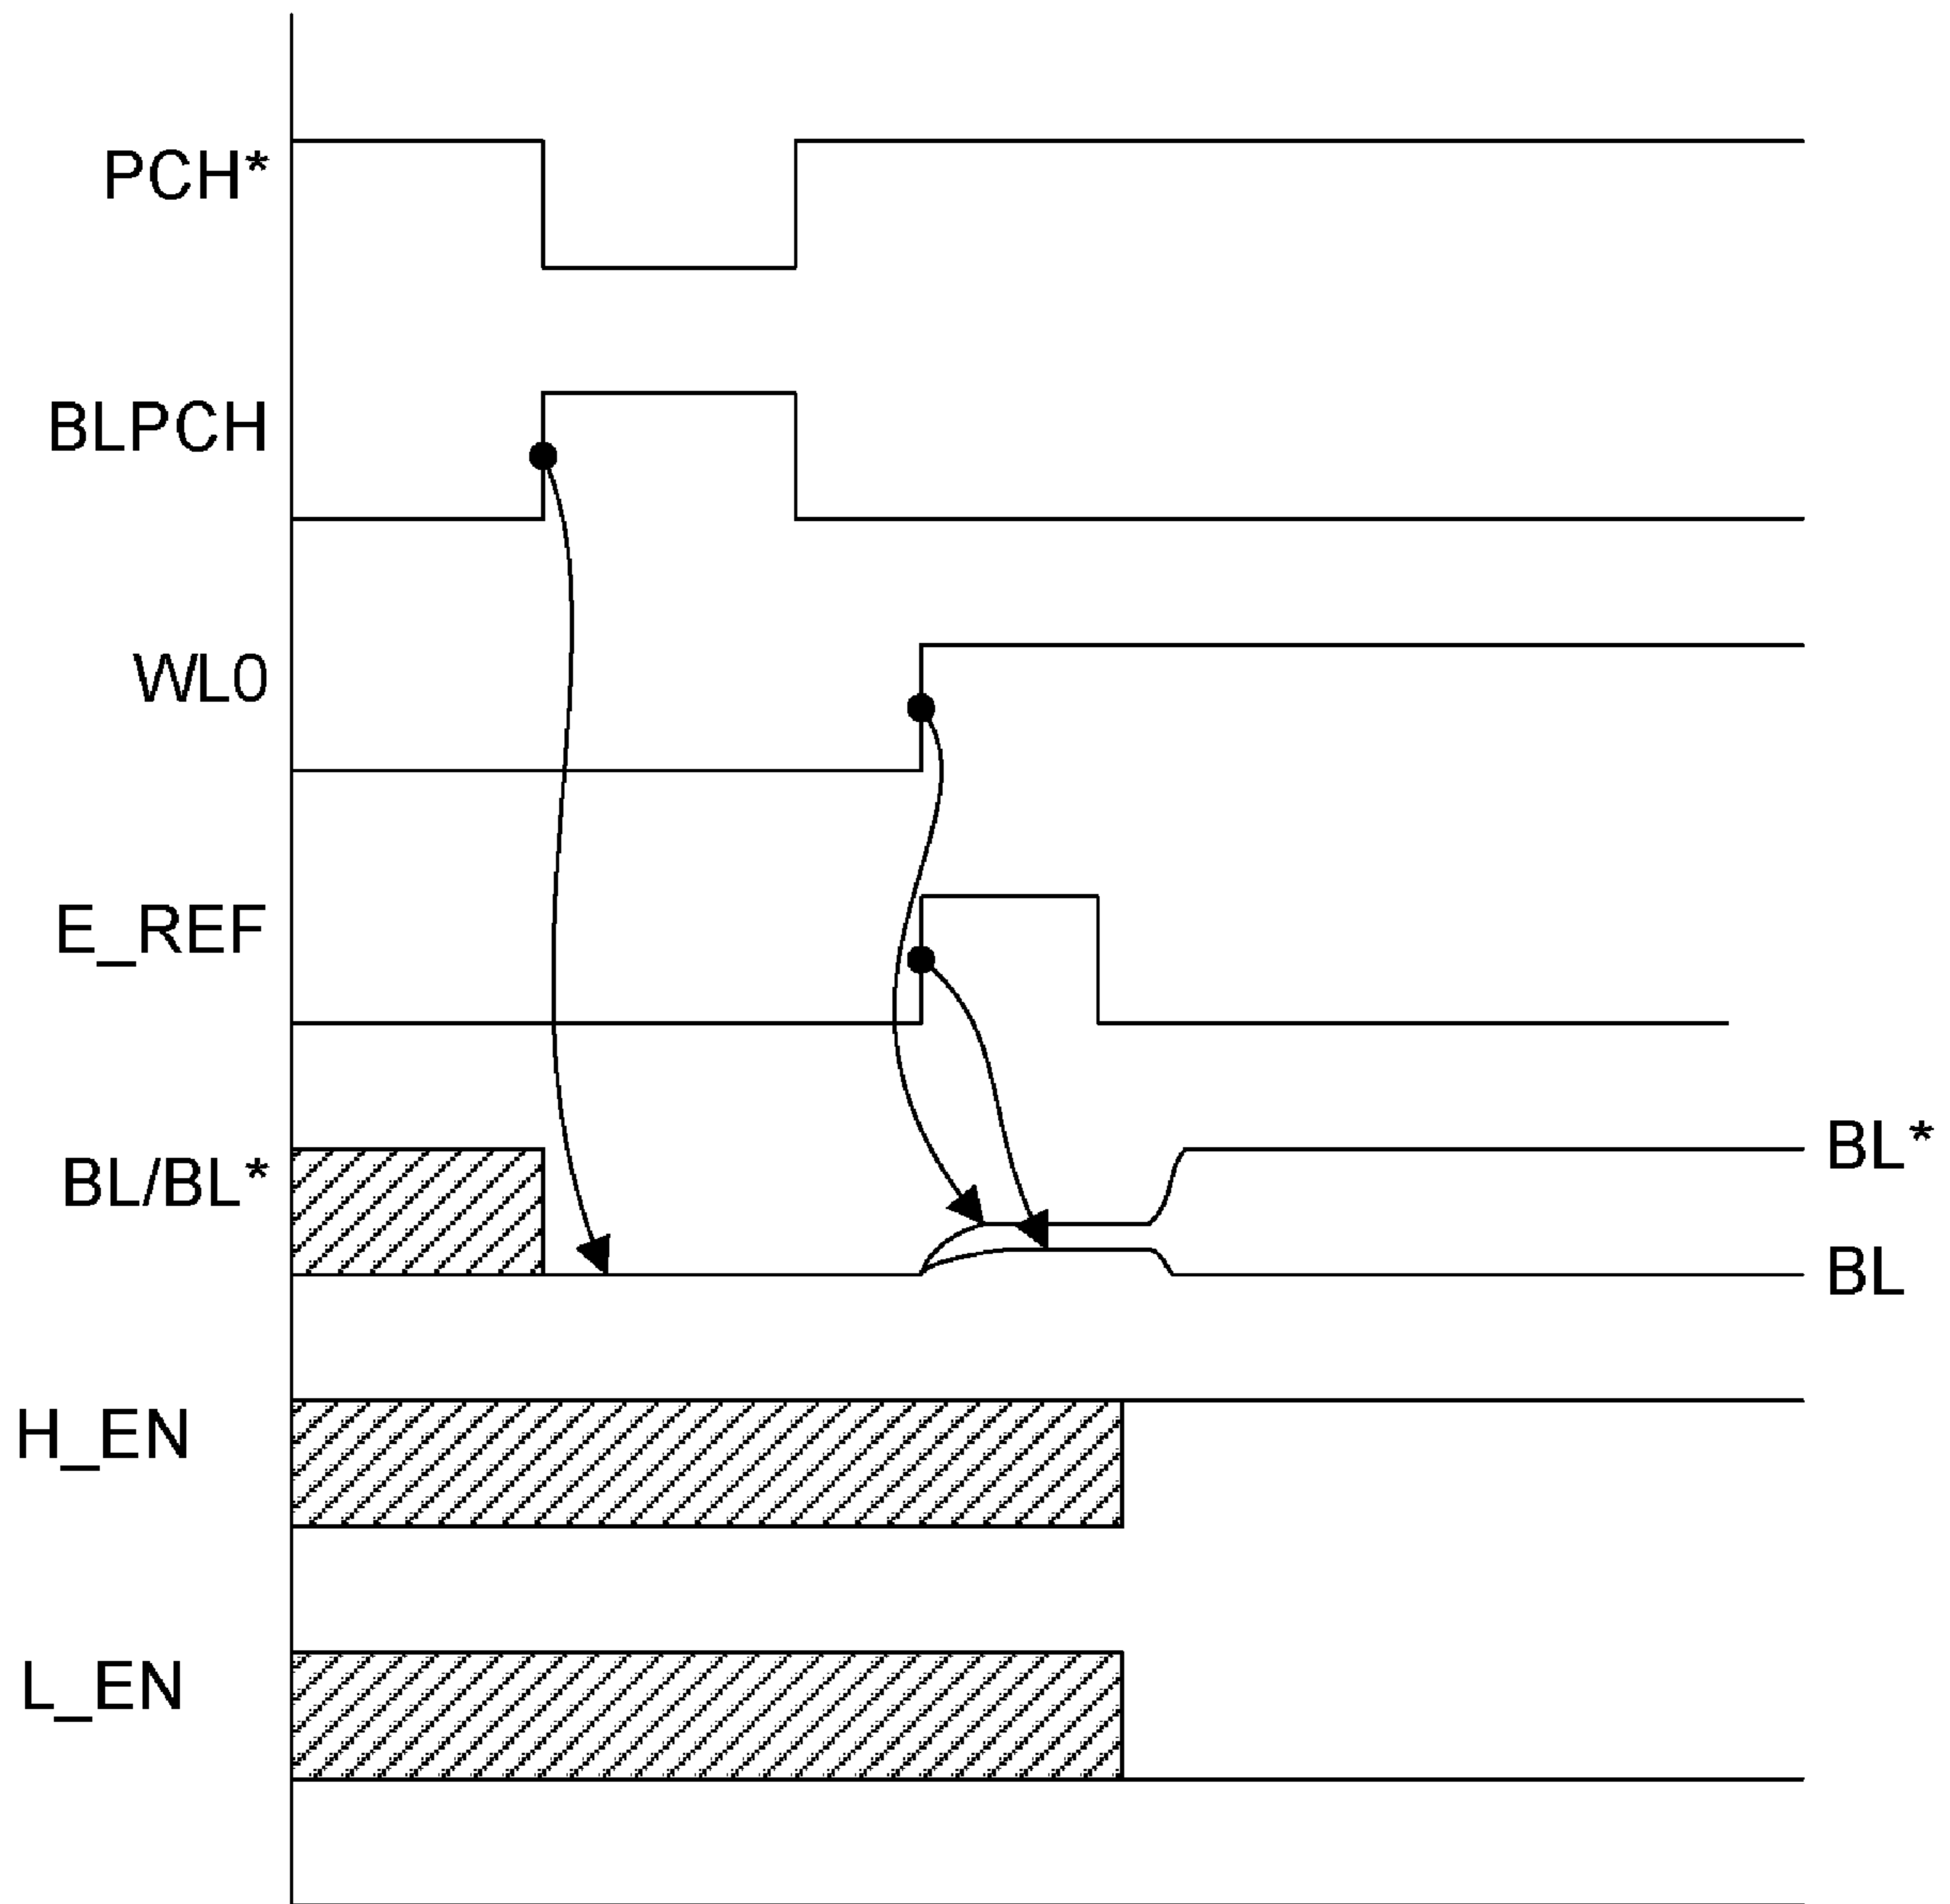 PCH*
BLPCH
WL0
E_REF
BL/BL*
BL*
BL
H_EN
L_EN